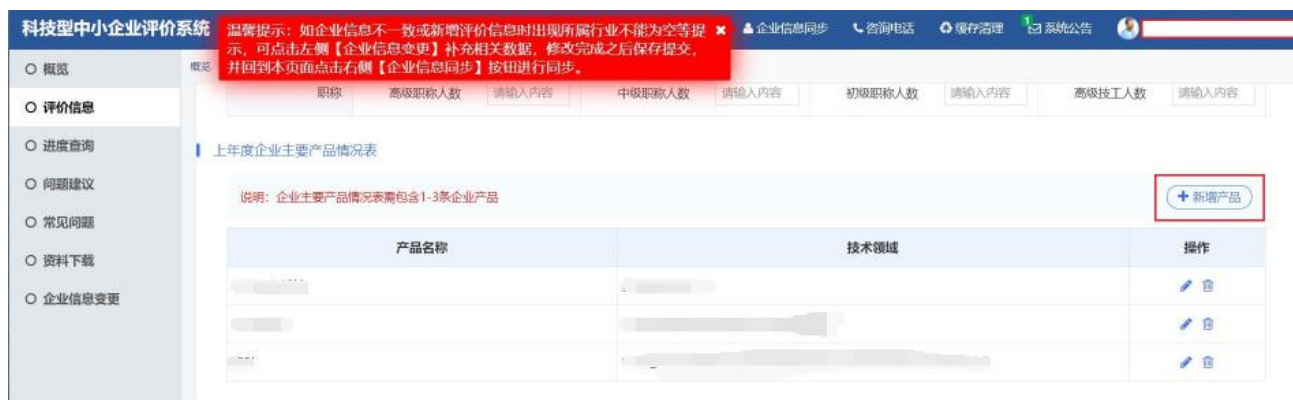 科技型中小企业评价系统
温馨提示：如企业信息不一致或新增评价信息时出现所属行业不能为空等提
示，可点击左侧【企业信息变更】补充相关数据，修改完成之后保存提交，
并回到本页面点击右侧【企业信息同步】按钮进行同步。
企业信息同步 咨询电话 缓存清理 1 系统公告
概览
评价信息
进度查询
问题建议
常见问题
资料下载
企业信息变更
概览
职称 高级职称人数 请输入内容 中级职称人数 请输入内容 初级职称人数 请输入内容 高级技工人数 请输入内容
上年度企业主要产品情况表
说明：企业主要产品情况表需包含1-3条企业产品
新增产品
产品名称 技术领域 操作